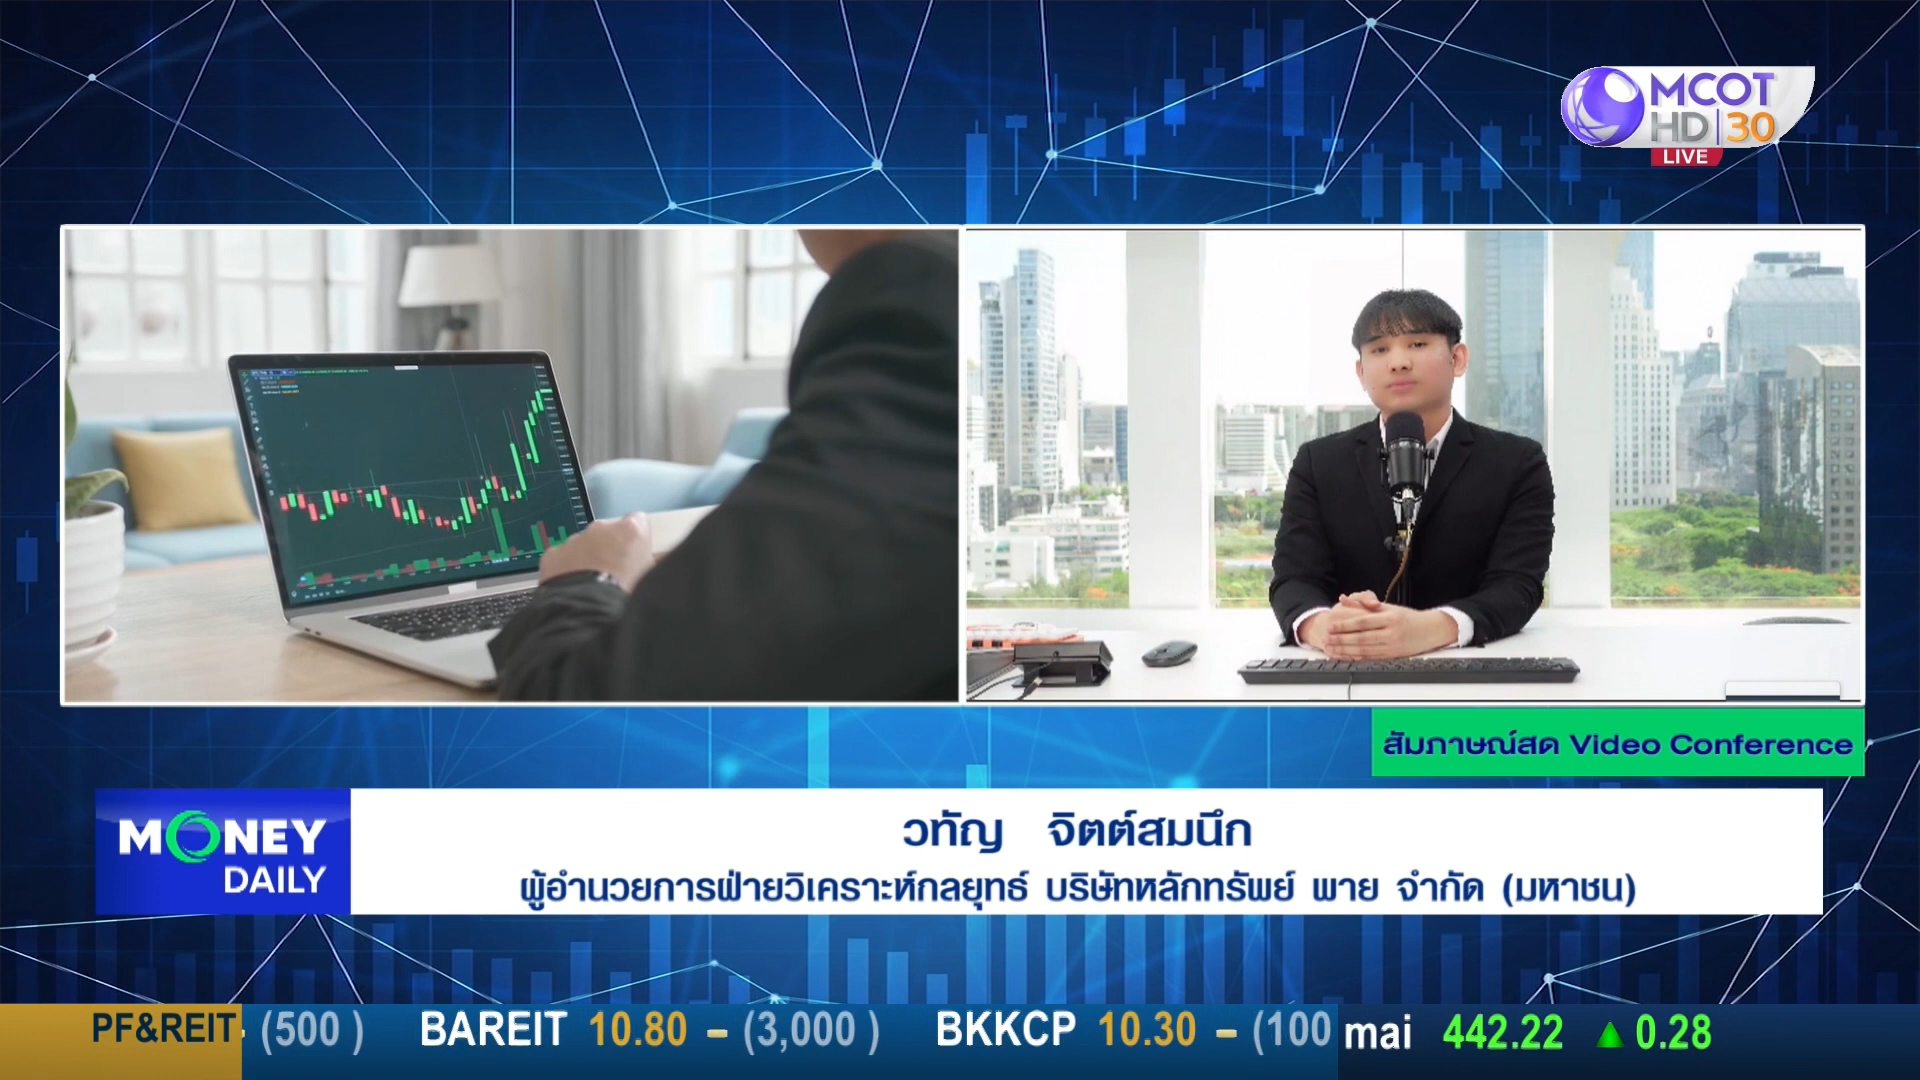 MCOT
HD 30
LIVE
สัมภาษณ์สด Video Conference
MONEY
DAILY
วทัญ จิตต์สมนึก
ผู้อำนวยการฝ่ายวิเคราะห์กลยุทธ์ บริษัทหลักทรัพย์ พาย จำกัด (มหาชน)
PF&REIT - (500 ) BAREIT 10.80 – (3,000 ) BKKCP 10.30 – (100 mai 442.22 ▲ 0.28